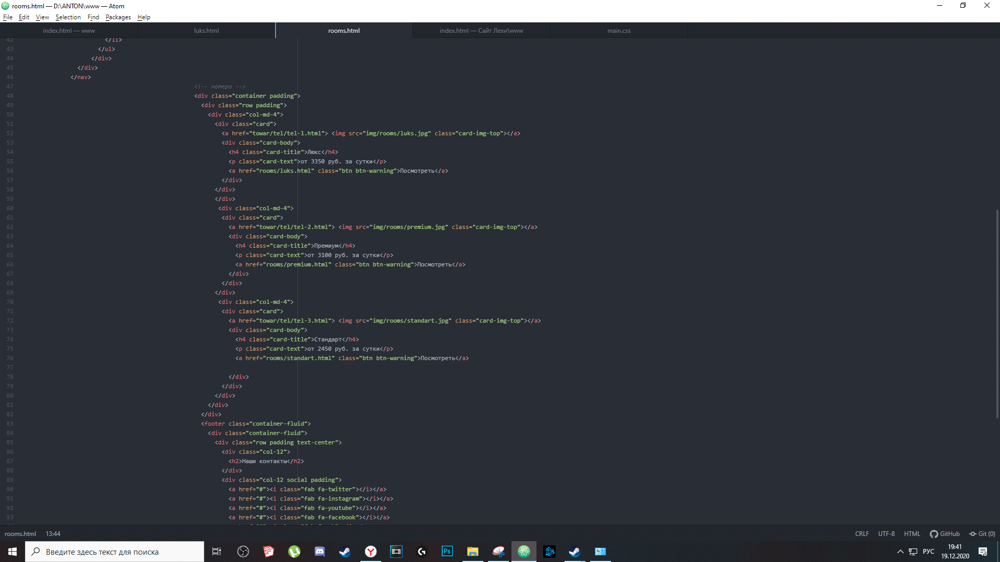 rooms.html — D:\ANTON\www — Atom
File Edit View Selection Find Packages Help
index.html — www luks.html rooms.html index.html — Сайт Лехи\www main.css
42 </li>
43 </ul>
44 </div>
45 </div>
46 </nav>
47 <!-- номера -->
48 <div class="container padding">
49 <div class="row padding">
50 <div class="col-md-4">
51 <div class="card">
52 <a href="towar/tel/tel-1.html"> <img src="img/rooms/luks.jpg" class="card-img-top"></a>
53 <div class="card-body">
54 <h4 class="card-title">Люкс</h4>
55 <p class="card-text">от 3350 руб. за сутки</p>
56 <a href="rooms/luks.html" class="btn btn-warning">Посмотреть</a>
57 </div>
58 </div>
59 </div>
60 <div class="col-md-4">
61 <div class="card">
62 <a href="towar/tel/tel-2.html"> <img src="img/rooms/premium.jpg" class="card-img-top"></a>
63 <div class="card-body">
64 <h4 class="card-title">Премиум</h4>
65 <p class="card-text">от 3100 руб. за сутки</p>
66 <a href="rooms/premium.html" class="btn btn-warning">Посмотреть</a>
67 </div>
68 </div>
69 </div>
70 <div class="col-md-4">
71 <div class="card">
72 <a href="towar/tel/tel-3.html"> <img src="img/rooms/standart.jpg" class="card-img-top"></a>
73 <div class="card-body">
74 <h4 class="card-title">Стандарт</h4>
75 <p class="card-text">от 2450 руб. за сутки</p>
76 <a href="rooms/standart.html" class="btn btn-warning">Посмотреть</a>
77
78 </div>
79 </div>
80 </div>
81 </div>
82 </div>
83 <footer class="container-fluid">
84 <div class="container-fluid">
85 <div class="row padding text-center">
86 <div class="col-12">
87 <h2>Наши контакты</h2>
88 </div>
89 <div class="col-12 social padding">
90 <a href="#"><i class="fab fa-twitter"></i></a>
91 <a href="#"><i class="fab fa-instagram"></i></a>
92 <a href="#"><i class="fab fa-youtube"></i></a>
93 <a href="#"><i class="fab fa-facebook"></i></a>
rooms.html 13:44 CRLF UTF-8 HTML GitHub Git (0)
Введите здесь текст для поиска
Ps
РУС
19:41
19.12.2020